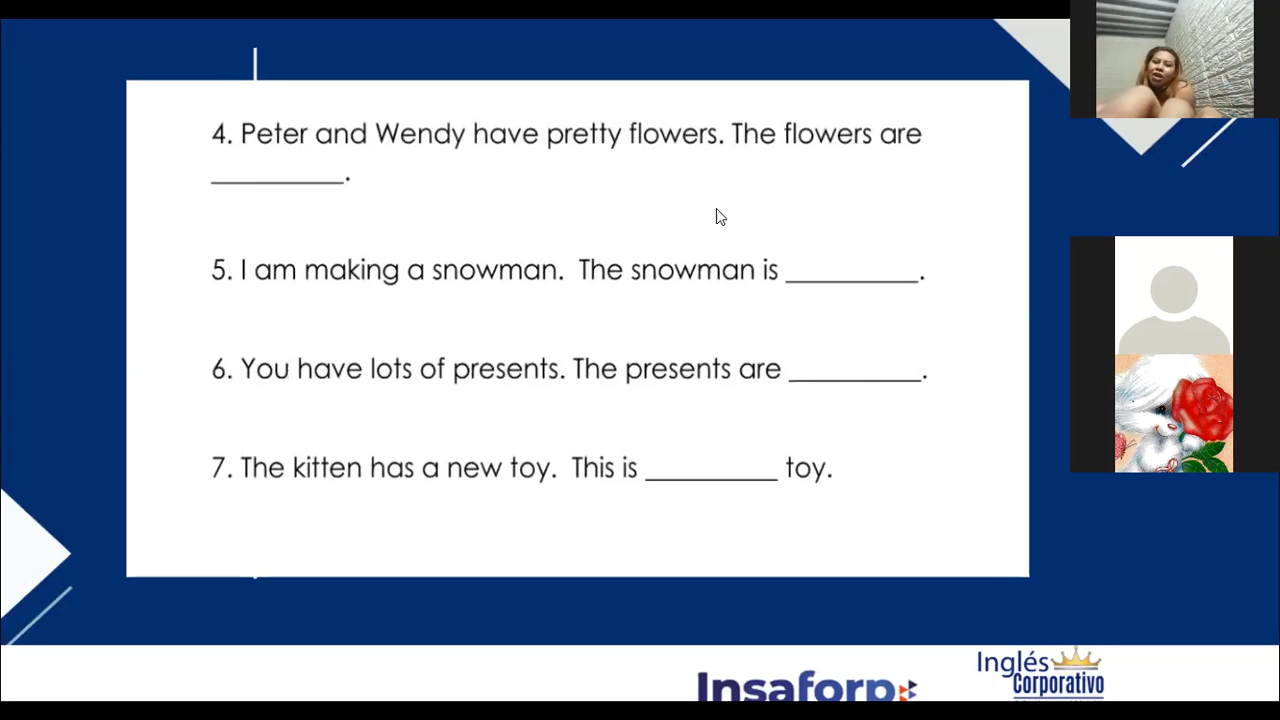 4. Peter and Wendy have pretty flowers. The flowers are
__________.
5. I am making a snowman. The snowman is __________.
6. You have lots of presents. The presents are __________.
7. The kitten has a new toy. This is __________ toy.
Insaforp
Inglés
Corporativo